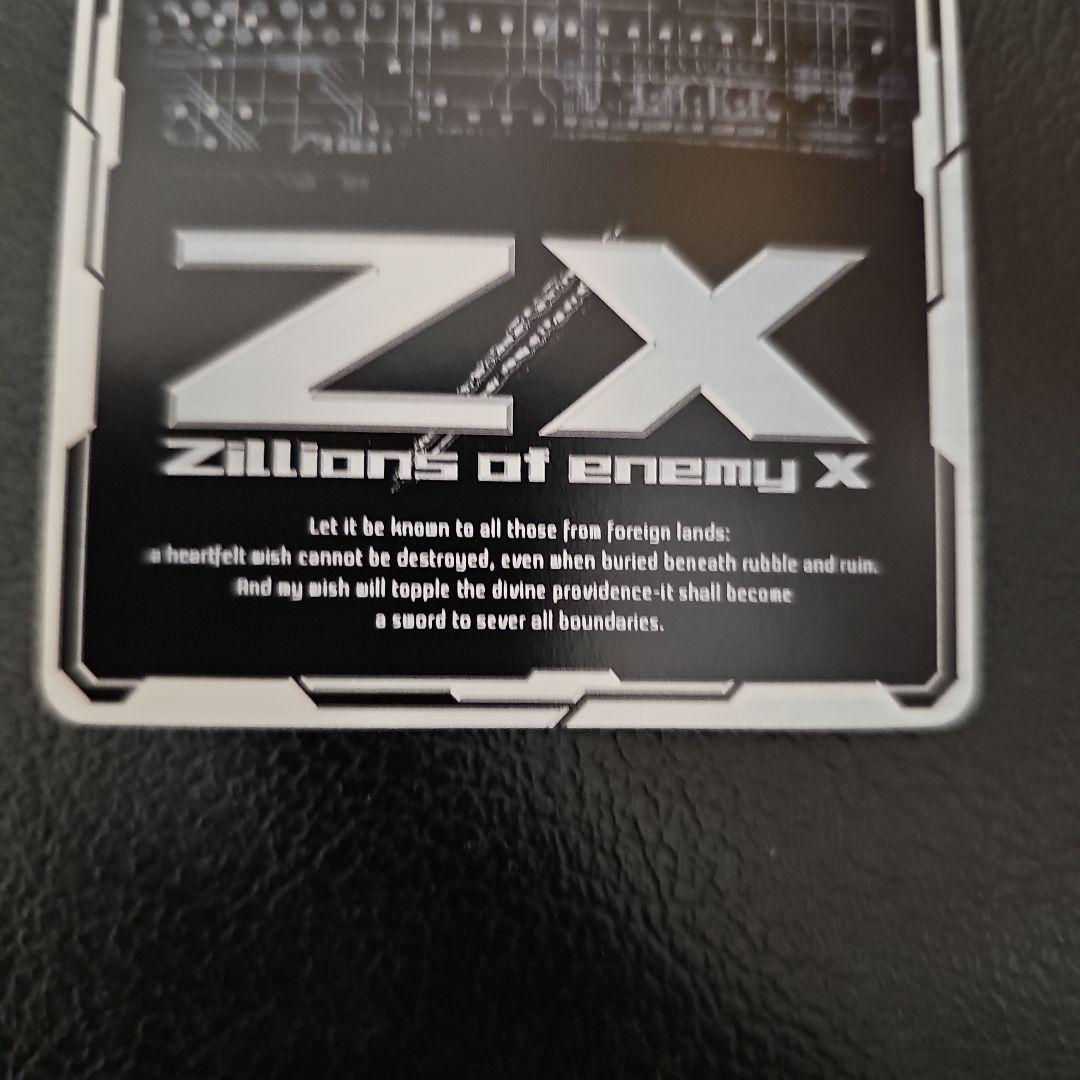 ZX
Zillions of enemy X
Let it be known to all those from foreign lands:
a heartfelt wish cannot be destroyed, even when buried beneath rubble and ruin.
And my wish will topple the divine providence-it shall become
a sword to sever all boundaries.